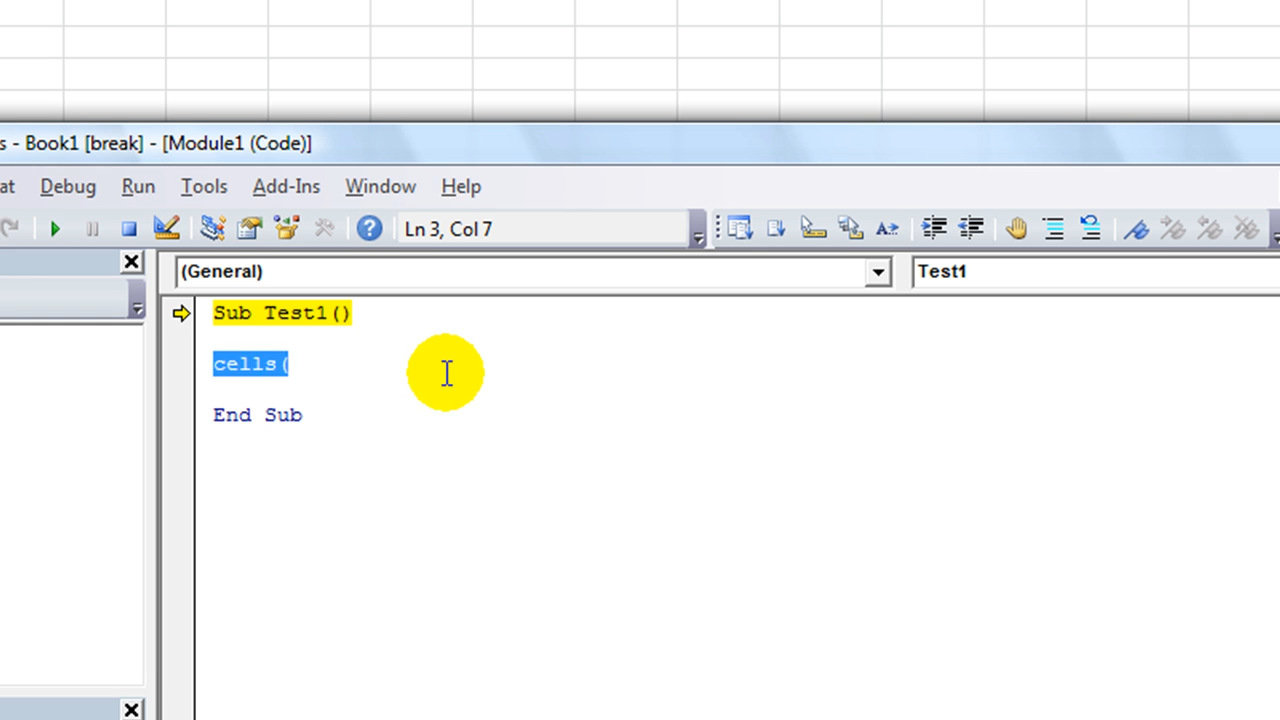 s - Book1 [break] - [Module1 (Code)]
at Debug Run Tools Add-Ins Window Help
Ln 3, Col 7
(General) Test1
Sub Test1()
cells(
End Sub